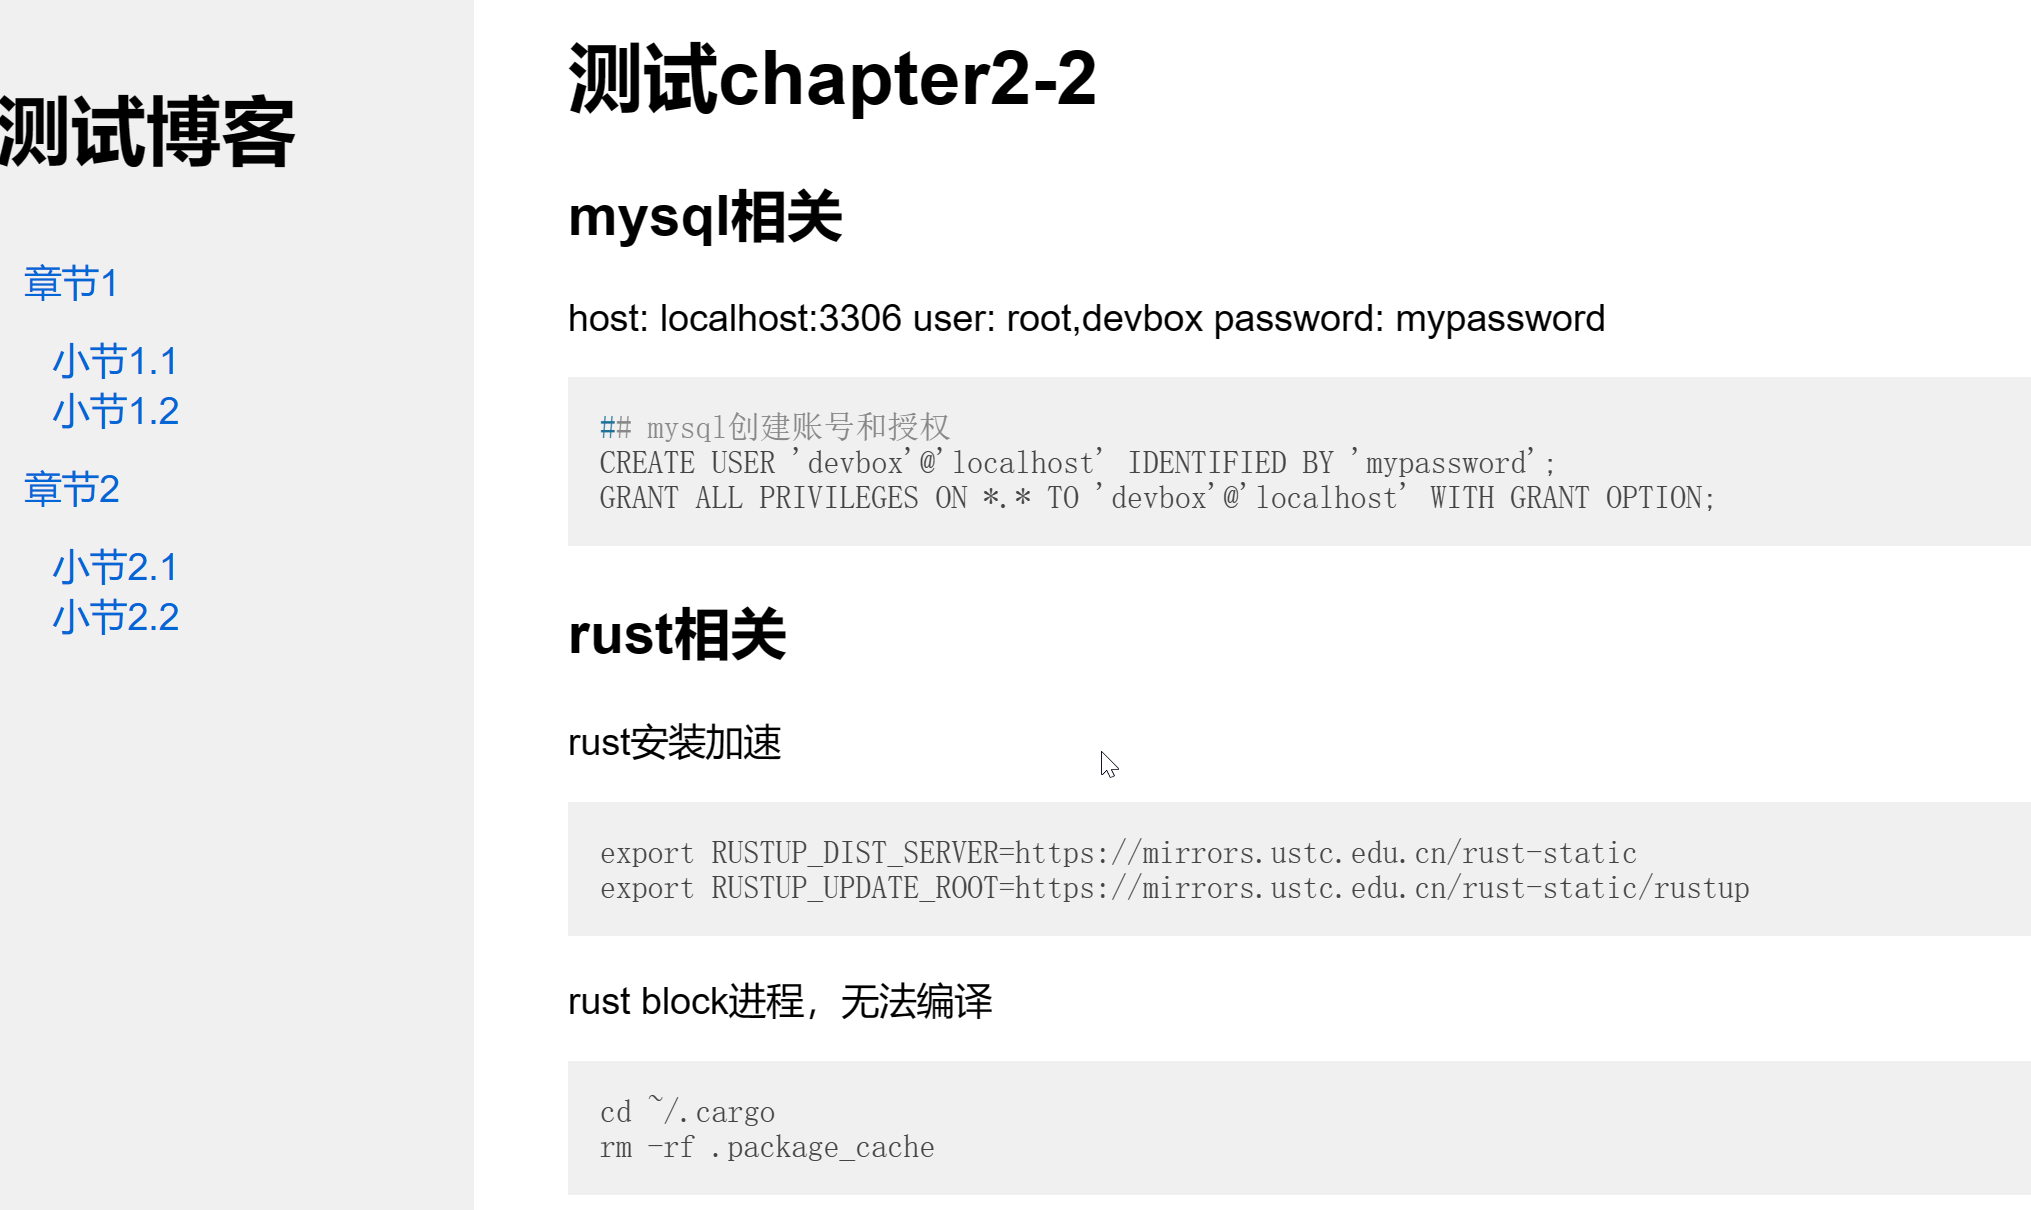 测试博客
章节1
小节1.1
小节1.2
章节2
小节2.1
小节2.2
测试chapter2-2
mysql相关
host: localhost:3306 user: root,devbox password: mypassword
## mysql创建账号和授权
CREATE USER 'devbox'@'localhost' IDENTIFIED BY 'mypassword';
GRANT ALL PRIVILEGES ON *.* TO 'devbox'@'localhost' WITH GRANT OPTION;
rust相关
rust安装加速
export RUSTUP_DIST_SERVER=https://mirrors.ustc.edu.cn/rust-static
export RUSTUP_UPDATE_ROOT=https://mirrors.ustc.edu.cn/rust-static/rustup
rust block进程，无法编译
cd ~/.cargo
rm -rf .package_cache